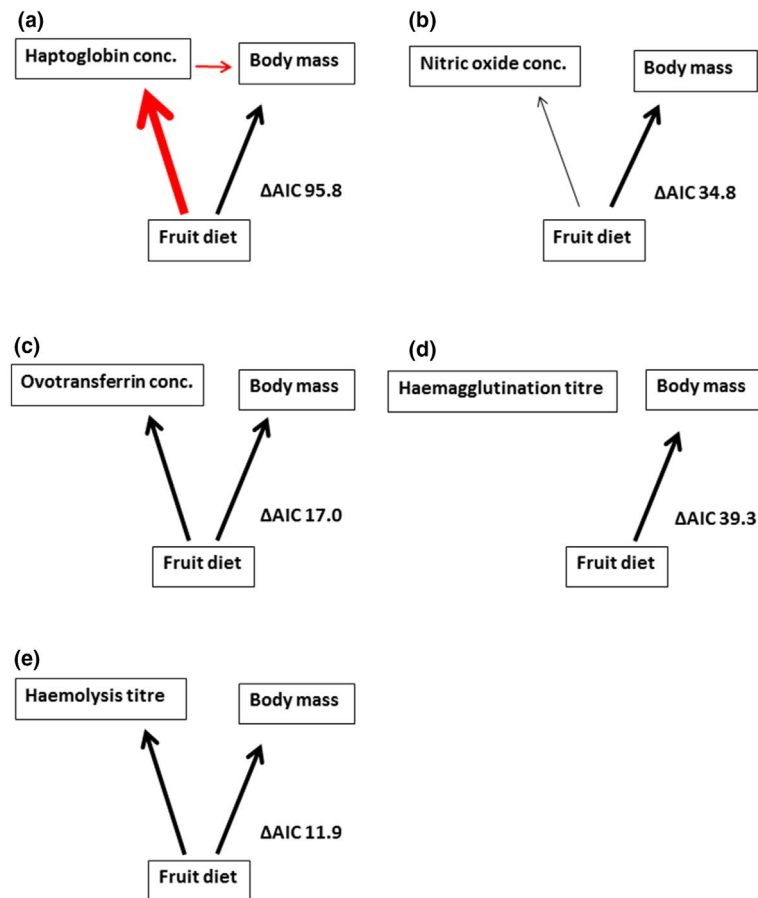 (a)
Haptoglobin conc.
Body mass
ΔAIC 95.8
Fruit diet
(b)
Nitric oxide conc.
Body mass
ΔAIC 34.8
Fruit diet
(c)
Ovotransferrin conc.
Body mass
ΔAIC 17.0
Fruit diet
(d)
Haemagglutination titre
Body mass
ΔAIC 39.3
Fruit diet
(e)
Haemolysis titre
Body mass
ΔAIC 11.9
Fruit diet